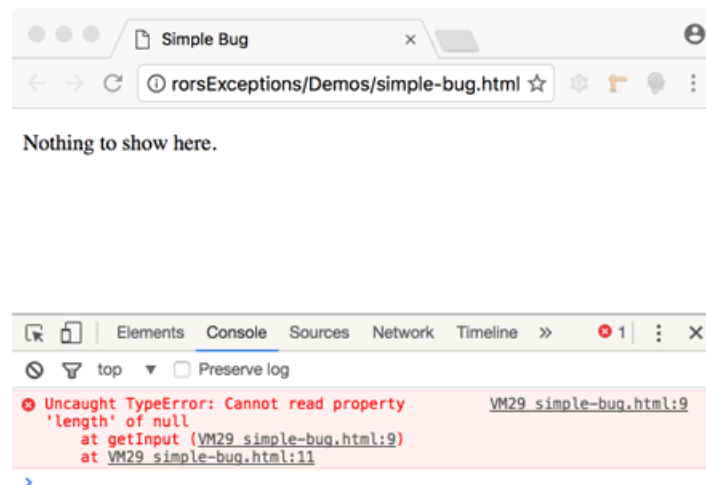 Simple Bug ×
rorsExceptions/Demos/simple-bug.html
Nothing to show here.
Elements Console Sources Network Timeline » 1
top ▼ Preserve log
Uncaught TypeError: Cannot read property VM29 simple-bug.html:9
'length' of null
at getInput (VM29 simple-bug.html:9)
at VM29 simple-bug.html:11
>